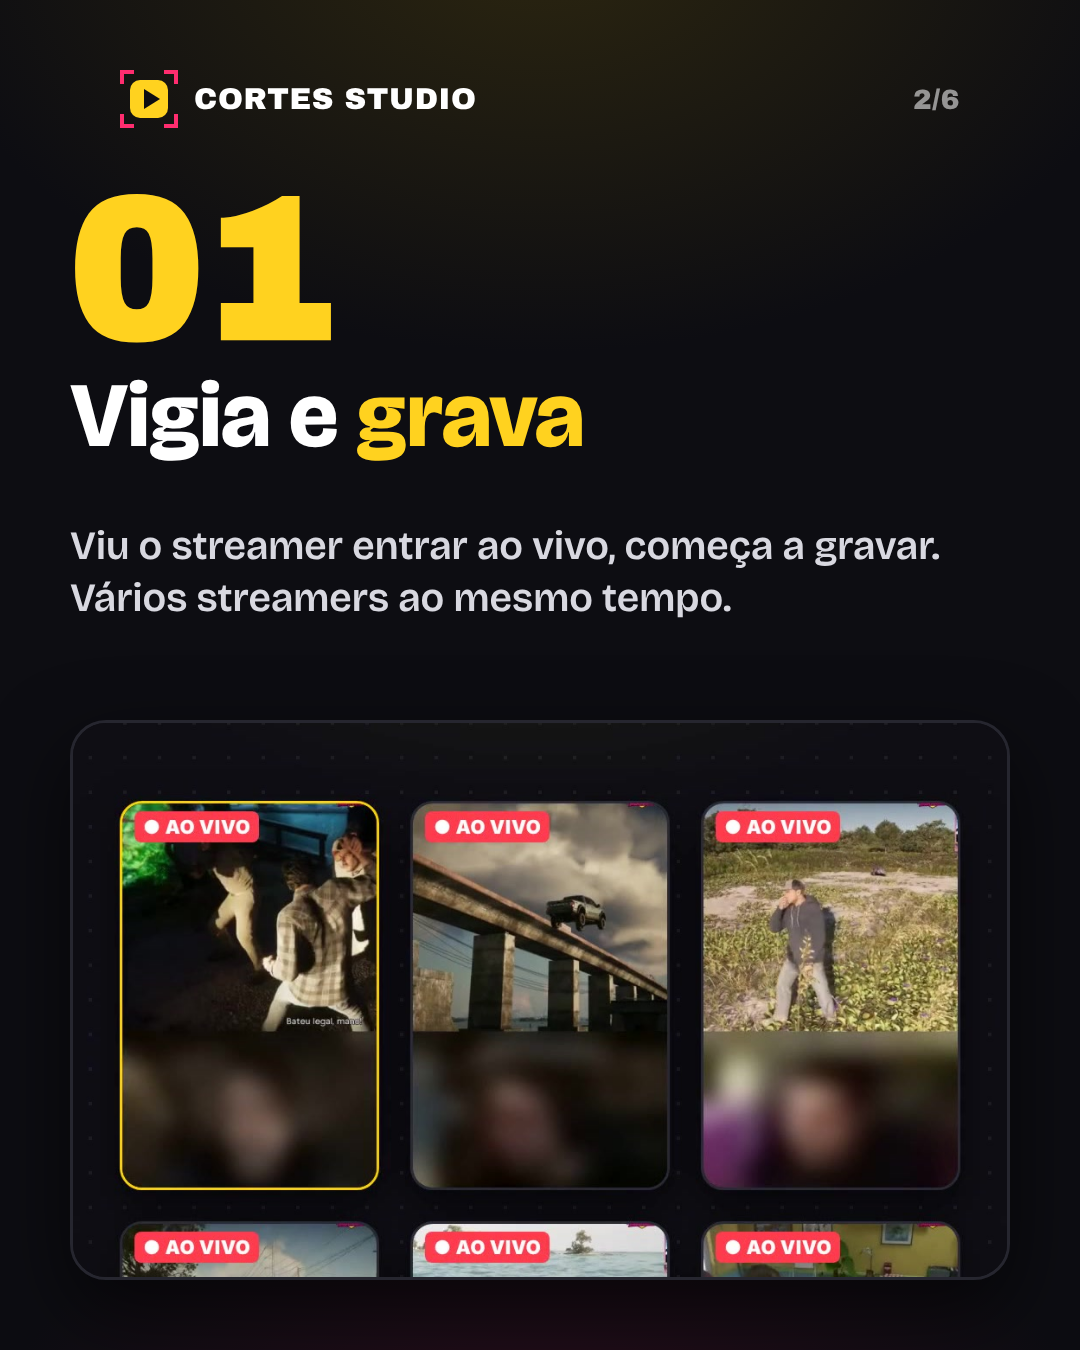 CORTES STUDIO
2/6
01
Vigia e grava
Viu o streamer entrar ao vivo, começa a gravar.
Vários streamers ao mesmo tempo.
AO VIVO
AO VIVO
AO VIVO
Bateu legal, mano!
AO VIVO
AO VIVO
AO VIVO